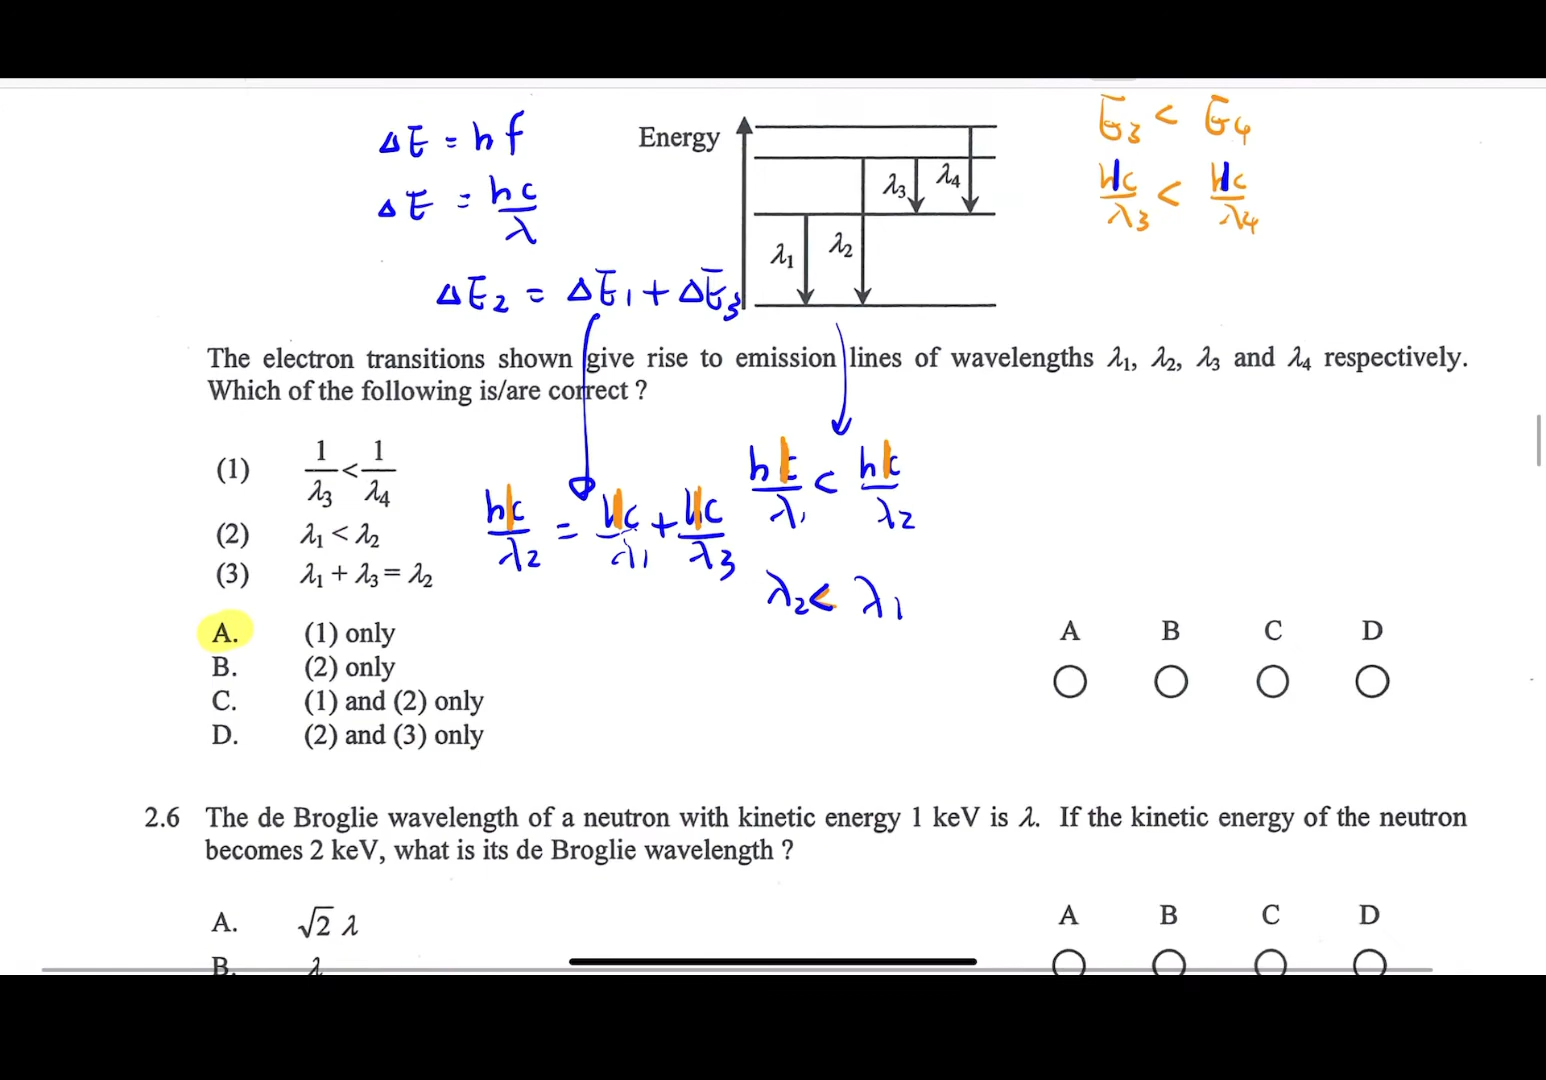 ΔE = hf
Energy
E₃ < E₄
ΔE = hc/λ
hc/λ₃ < hc/λ₄
λ₃ λ₄
λ₁ λ₂
ΔE₂ = ΔE₁ + ΔE₃
The electron transitions shown give rise to emission lines of wavelengths λ₁, λ₂, λ₃ and λ₄ respectively.
Which of the following is/are correct ?
(1) 1/λ₃ < 1/λ₄
hc/λ₁ < hc/λ₂
hc/λ₂ = hc/λ₁ + hc/λ₃
(2) λ₁ < λ₂
(3) λ₁ + λ₃ = λ₂
λ₂ < λ₁
A. (1) only
B. (2) only
C. (1) and (2) only
D. (2) and (3) only
A B C D
2.6 The de Broglie wavelength of a neutron with kinetic energy 1 keV is λ. If the kinetic energy of the neutron
becomes 2 keV, what is its de Broglie wavelength ?
A. √2 λ
A B C D
B. λ